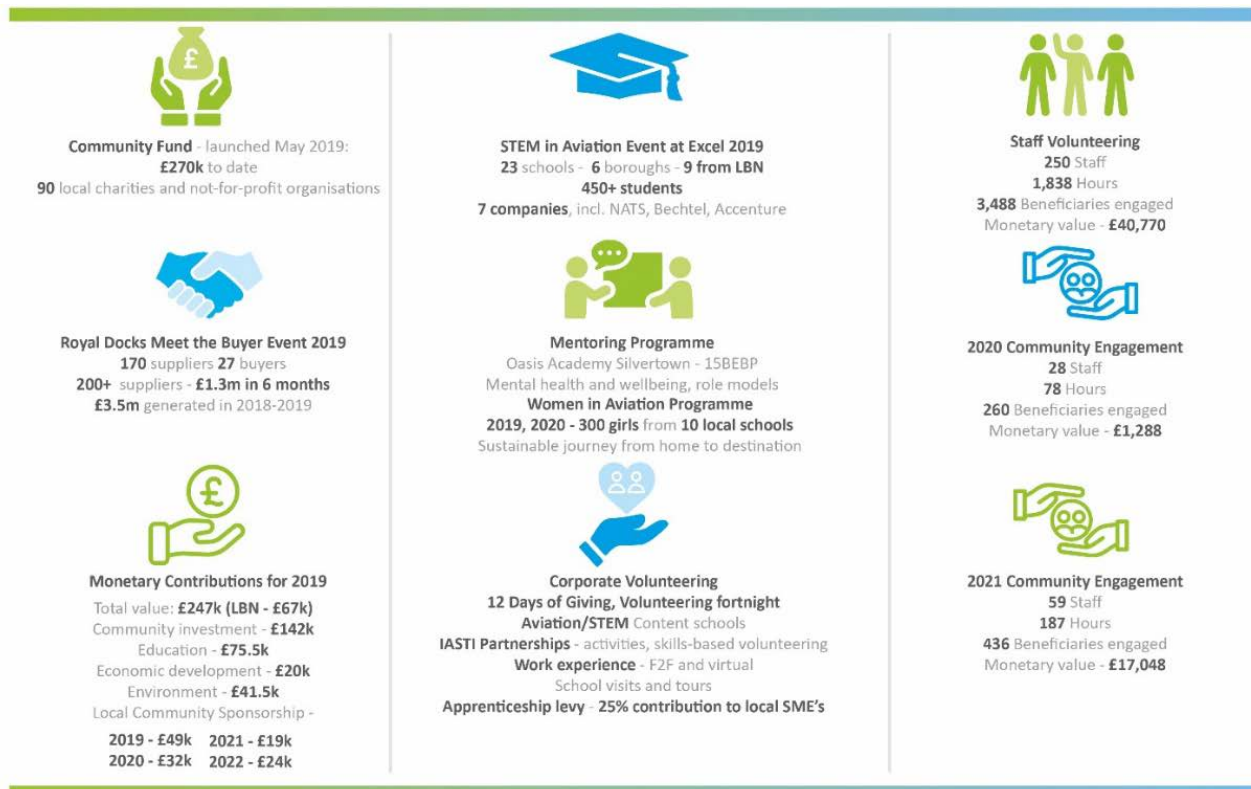 £
Community Fund - launched May 2019:
£270k to date
90 local charities and not-for-profit organisations
Royal Docks Meet the Buyer Event 2019
170 suppliers 27 buyers
200+ suppliers - £1.3m in 6 months
£3.5m generated in 2018-2019
£
Monetary Contributions for 2019
Total value: £247k (LBN - £67k)
Community investment - £142k
Education - £75.5k
Economic development - £20k
Environment - £41.5k
Local Community Sponsorship -
2019 - £49k 2021 - £19k
2020 - £32k 2022 - £24k
STEM in Aviation Event at Excel 2019
23 schools - 6 boroughs - 9 from LBN
450+ students
7 companies, incl. NATS, Bechtel, Accenture
Mentoring Programme
Oasis Academy Silvertown - 15BEBP
Mental health and wellbeing, role models
Women in Aviation Programme
2019, 2020 - 300 girls from 10 local schools
Sustainable journey from home to destination
Corporate Volunteering
12 Days of Giving, Volunteering fortnight
Aviation/STEM Content schools
IASTI Partnerships - activities, skills-based volunteering
Work experience - F2F and virtual
School visits and tours
Apprenticeship levy - 25% contribution to local SME's
Staff Volunteering
250 Staff
1,838 Hours
3,488 Beneficiaries engaged
Monetary value - £40,770
2020 Community Engagement
28 Staff
78 Hours
260 Beneficiaries engaged
Monetary value - £1,288
2021 Community Engagement
59 Staff
187 Hours
436 Beneficiaries engaged
Monetary value - £17,048